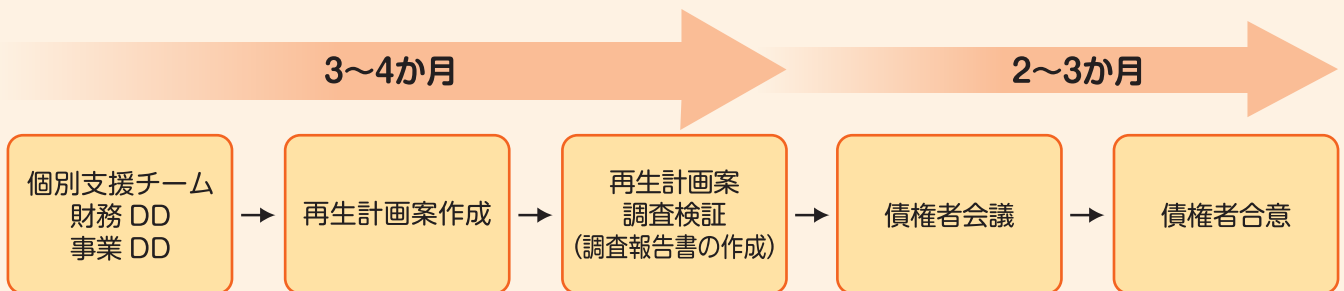 3～4か月
2～3か月
個別支援チーム
財務 DD
事業 DD
再生計画案作成
再生計画案
調査検証
（調査報告書の作成）
債権者会議
債権者合意